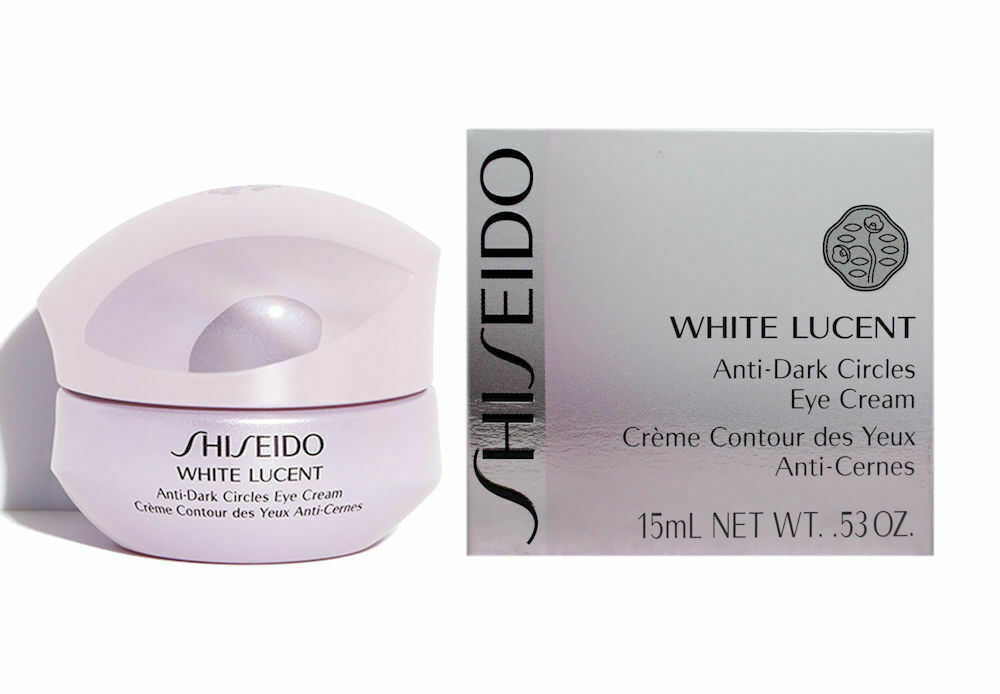 SHISEIDO
WHITE LUCENT
Anti-Dark Circles Eye Cream
Crème Contour des Yeux Anti-Cernes
SHISEIDO
WHITE LUCENT
Anti-Dark Circles
Eye Cream
Crème Contour des Yeux
Anti-Cernes
15mL NET WT. .53 OZ.